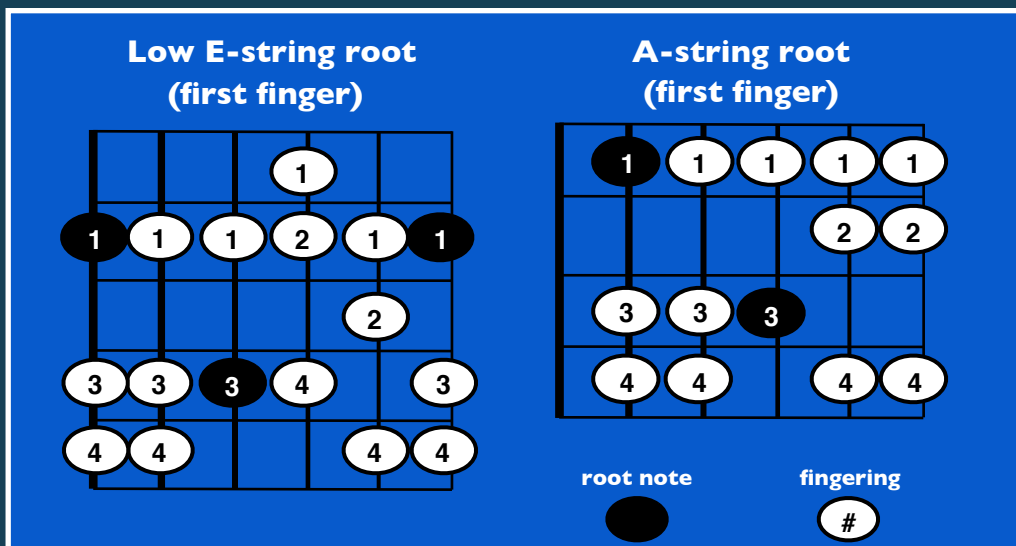 Low E-string root
(first finger)
1
1 1 1 2 1 1
2
3 3 3 4 3
4 4 4 4
A-string root
(first finger)
1 1 1 1 1
2 2
3 3 3
4 4 4 4
root note
fingering
#